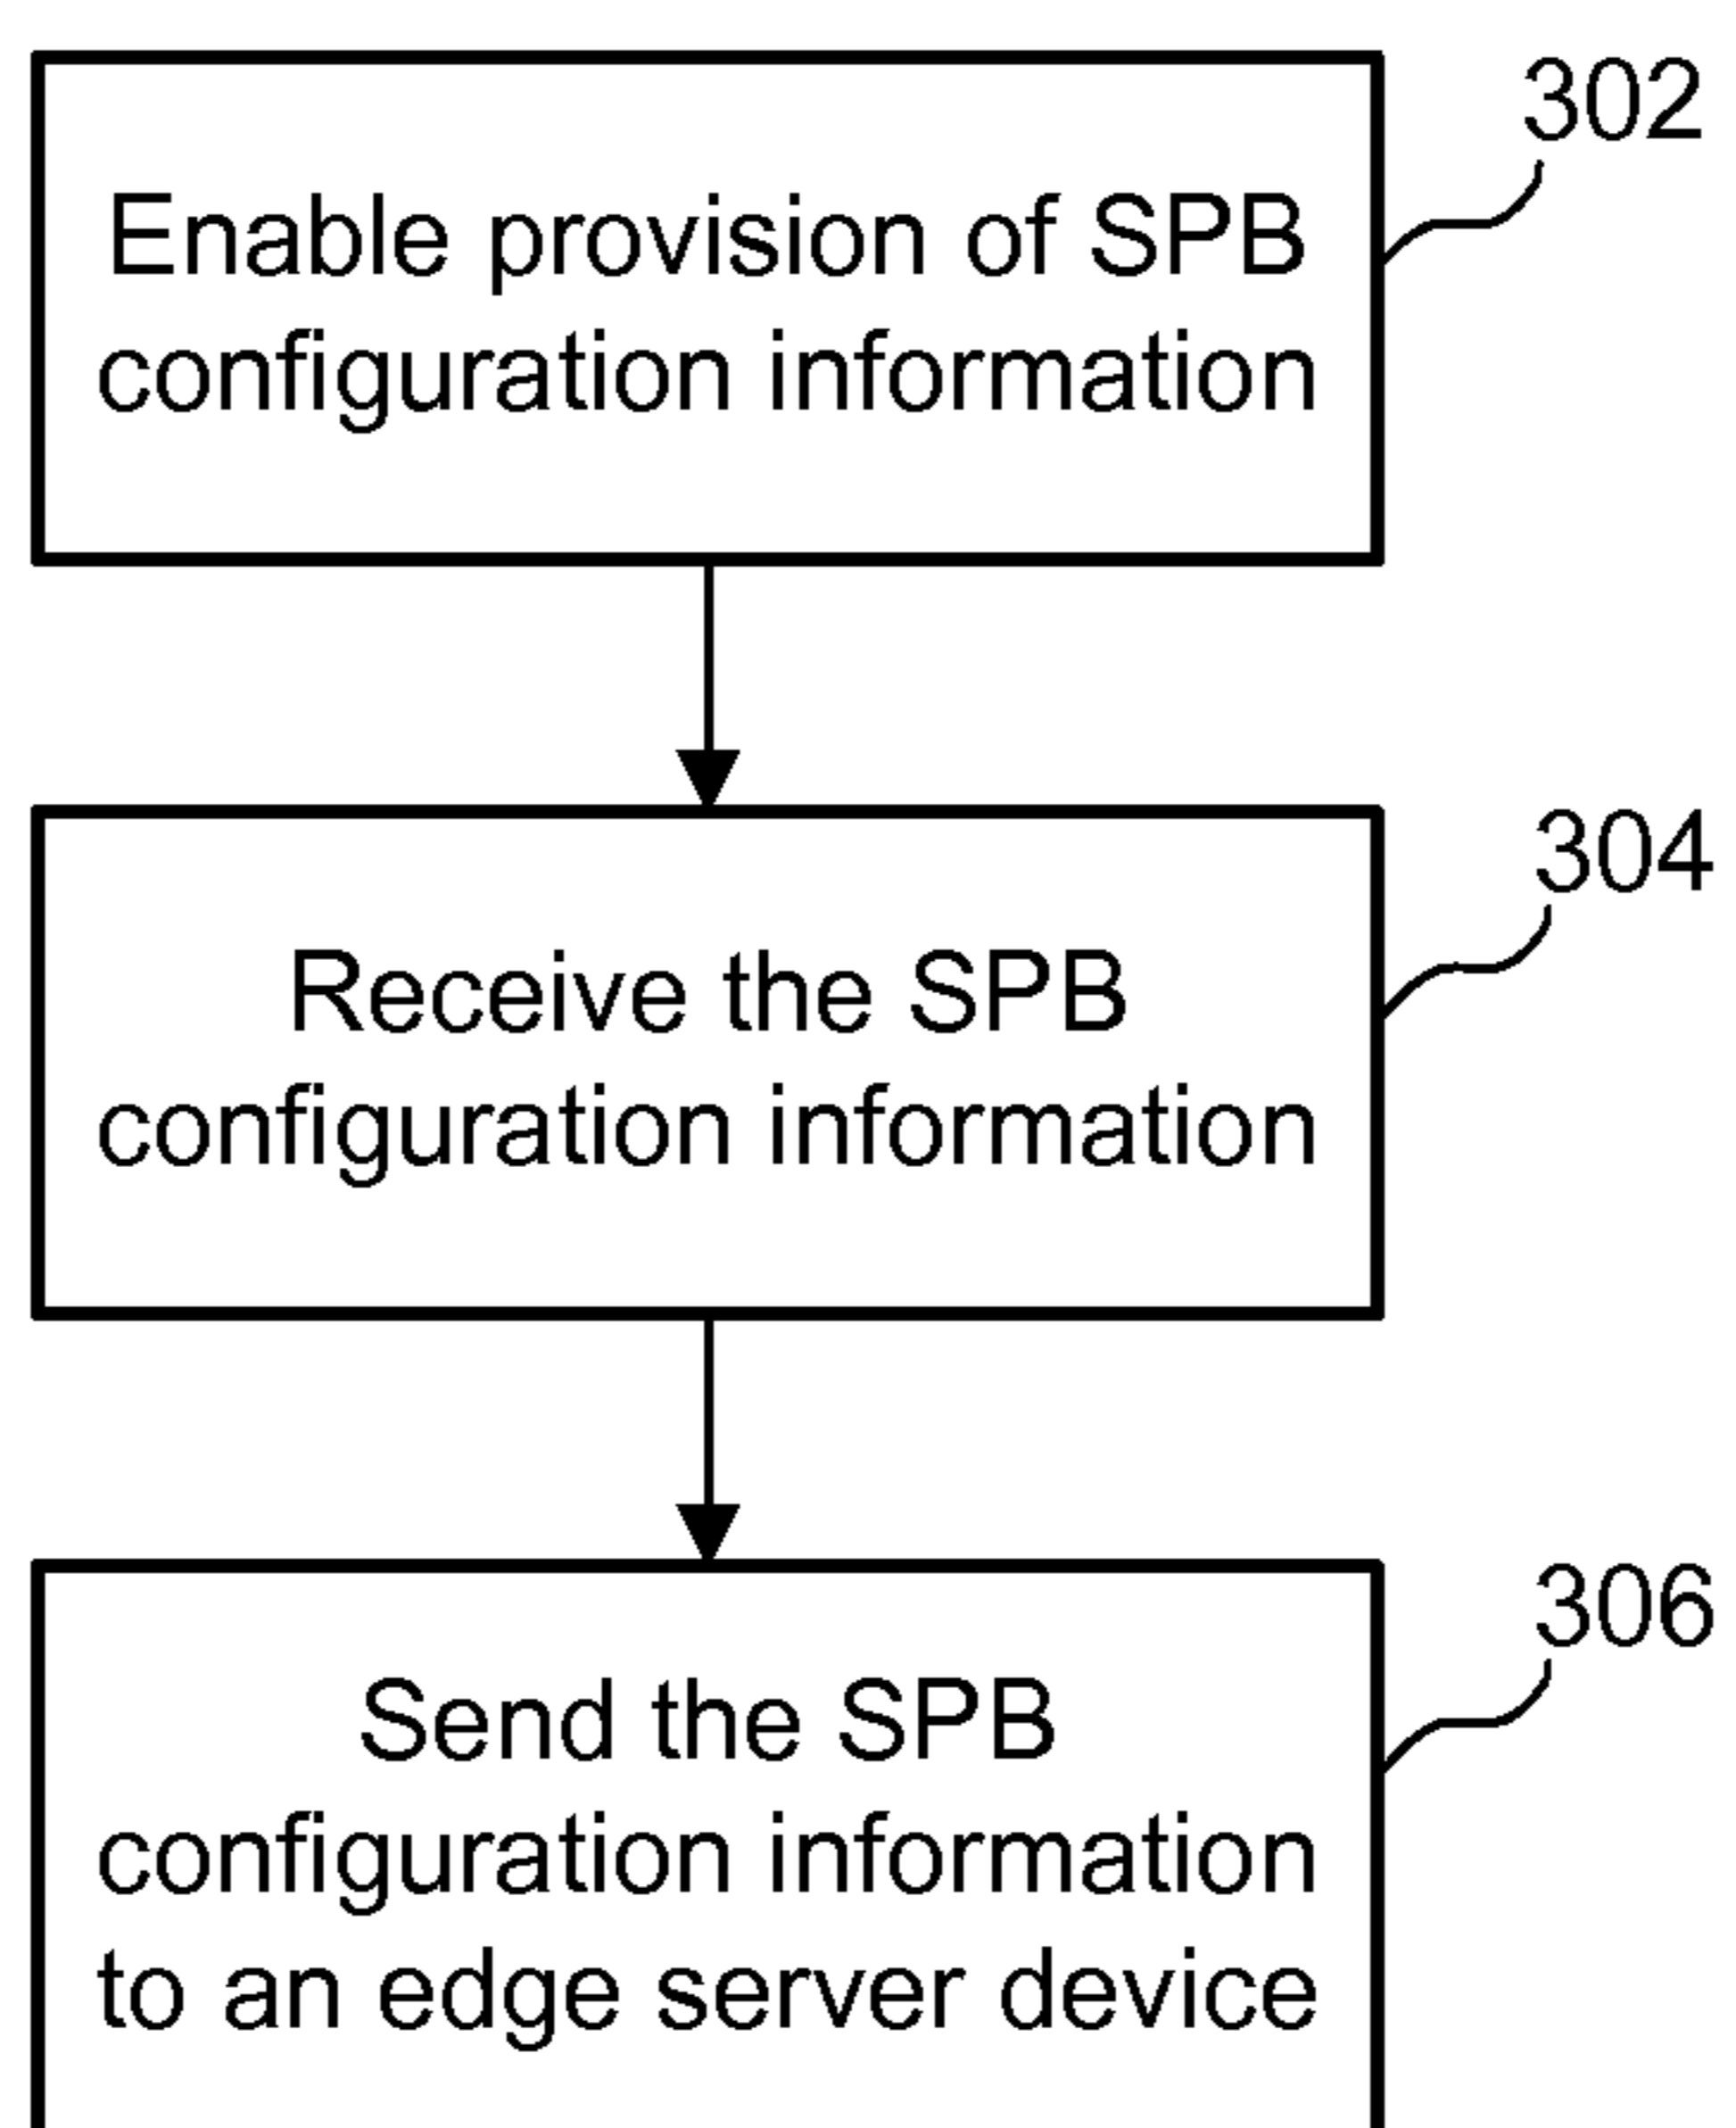 302
Enable provision of SPB
configuration information
304
Receive the SPB
configuration information
306
Send the SPB
configuration information
to an edge server device